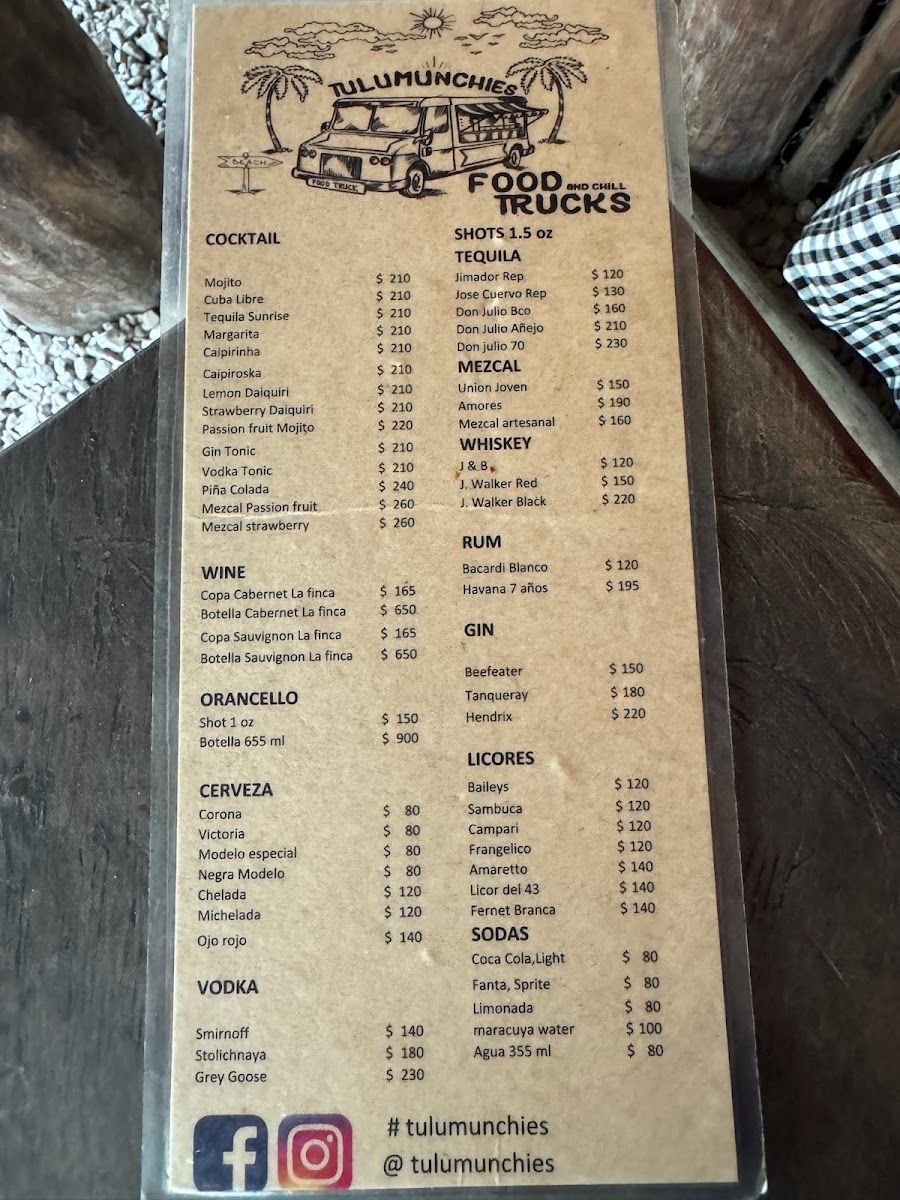 TULUMUNCHIES
BEACH
FOOD TRUCK
FOOD AND CHILL
TRUCKS
COCKTAIL
Mojito $ 210
Cuba Libre $ 210
Tequila Sunrise $ 210
Margarita $ 210
Caipirinha $ 210
Caipiroska $ 210
Lemon Daiquiri $ 210
Strawberry Daiquiri $ 210
Passion fruit Mojito $ 220
Gin Tonic $ 210
Vodka Tonic $ 210
Piña Colada $ 240
Mezcal Passion fruit $ 260
Mezcal strawberry $ 260
WINE
Copa Cabernet La finca $ 165
Botella Cabernet La finca $ 650
Copa Sauvignon La finca $ 165
Botella Sauvignon La finca $ 650
ORANCELLO
Shot 1 oz $ 150
Botella 655 ml $ 900
CERVEZA
Corona $ 80
Victoria $ 80
Modelo especial $ 80
Negra Modelo $ 80
Chelada $ 120
Michelada $ 120
Ojo rojo $ 140
VODKA
Smirnoff $ 140
Stolichnaya $ 180
Grey Goose $ 230
SHOTS 1.5 oz
TEQUILA
Jimador Rep $ 120
Jose Cuervo Rep $ 130
Don Julio Bco $ 160
Don Julio Añejo $ 210
Don julio 70 $ 230
MEZCAL
Union Joven $ 150
Amores $ 190
Mezcal artesanal $ 160
WHISKEY
J & B $ 120
J. Walker Red $ 150
J. Walker Black $ 220
RUM
Bacardi Blanco $ 120
Havana 7 años $ 195
GIN
Beefeater $ 150
Tanqueray $ 180
Hendrix $ 220
LICORES
Baileys $ 120
Sambuca $ 120
Campari $ 120
Frangelico $ 120
Amaretto $ 140
Licor del 43 $ 140
Fernet Branca $ 140
SODAS
Coca Cola,Light $ 80
Fanta, Sprite $ 80
Limonada $ 80
maracuya water $ 100
Agua 355 ml $ 80
# tulumunchies
@ tulumunchies